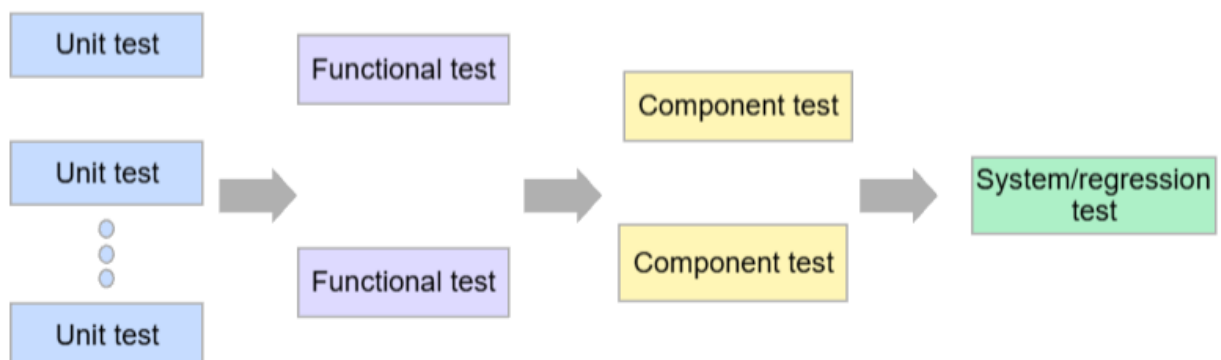 Unit test
Unit test
Unit test
Functional test
Functional test
Component test
Component test
System/regression
test